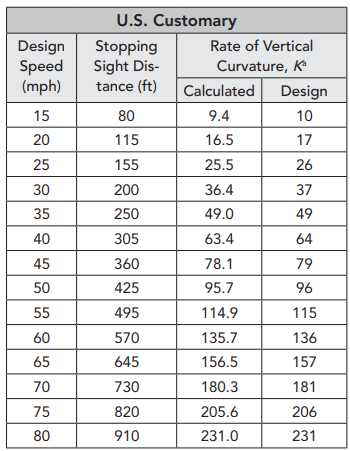 U.S. Customary
Design Speed (mph) Stopping Sight Dis-tance (ft) Rate of Vertical Curvature, Kᵃ
Calculated Design
15 80 9.4 10
20 115 16.5 17
25 155 25.5 26
30 200 36.4 37
35 250 49.0 49
40 305 63.4 64
45 360 78.1 79
50 425 95.7 96
55 495 114.9 115
60 570 135.7 136
65 645 156.5 157
70 730 180.3 181
75 820 205.6 206
80 910 231.0 231